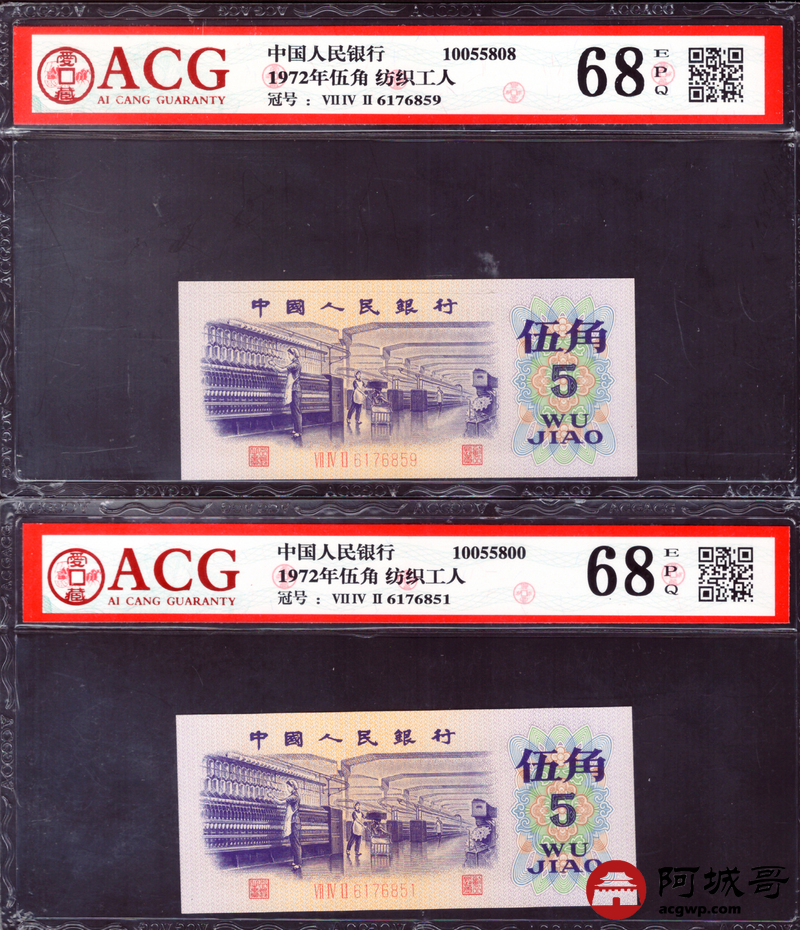 ACG
AI CANG GUARANTY
中国人民银行 10055808
1972年伍角 纺织工人
冠号 : Ⅶ Ⅳ Ⅱ 6176859
68
EPQ
中國人民銀行
伍角
5
WU
JIAO
Ⅶ Ⅳ Ⅱ 6176859
ACG
AI CANG GUARANTY
中国人民银行 10055800
1972年伍角 纺织工人
冠号 : Ⅶ Ⅳ Ⅱ 6176851
68
EPQ
中國人民銀行
伍角
5
WU
JIAO
Ⅶ Ⅳ Ⅱ 6176851
阿城哥
acgwp.com